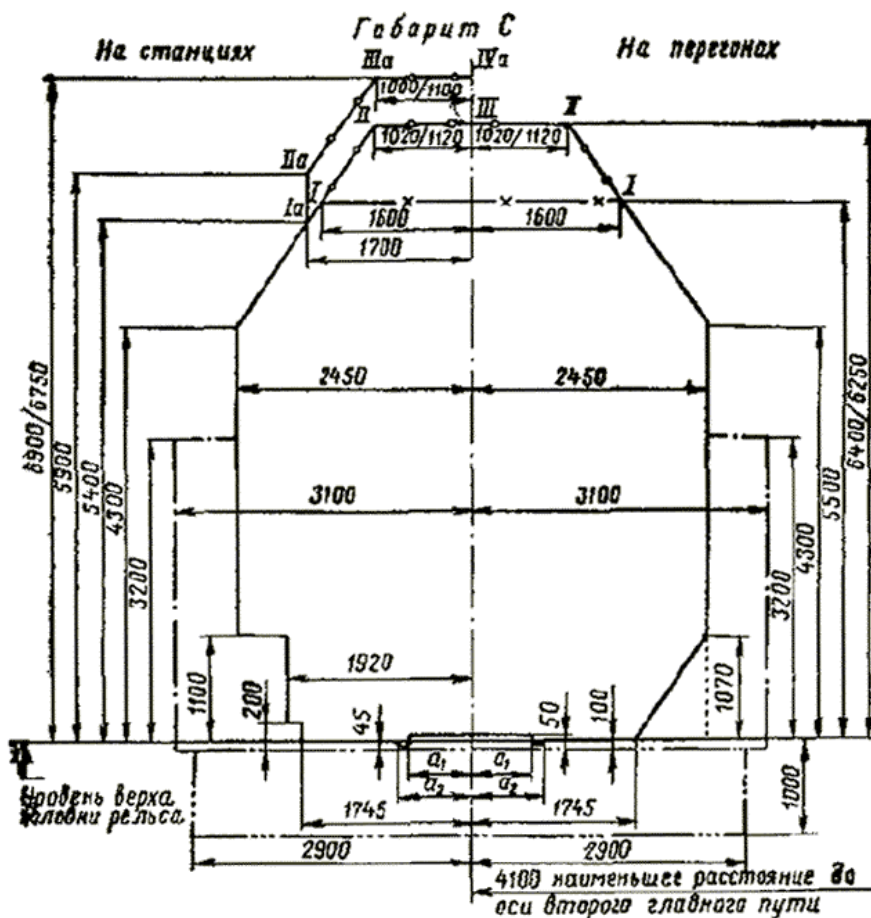 Габарит С
На станциях
На перегонах
IIIа
IVа
1000/1100
II
III
II
1020/1120
1020/1120
IIа
I
I
Iа
1600
1600
1700
6900/6750
5900
5400
4300
3200
2450
2450
6400/6250
5500
4300
3200
3100
3100
1920
1100
200
45
50
100
1070
a₁
a₁
a₂
a₂
1000
Уровень верха
головки рельса
1745
1745
2900
2900
4100 наименьшее расстояние до
оси второго главного пути